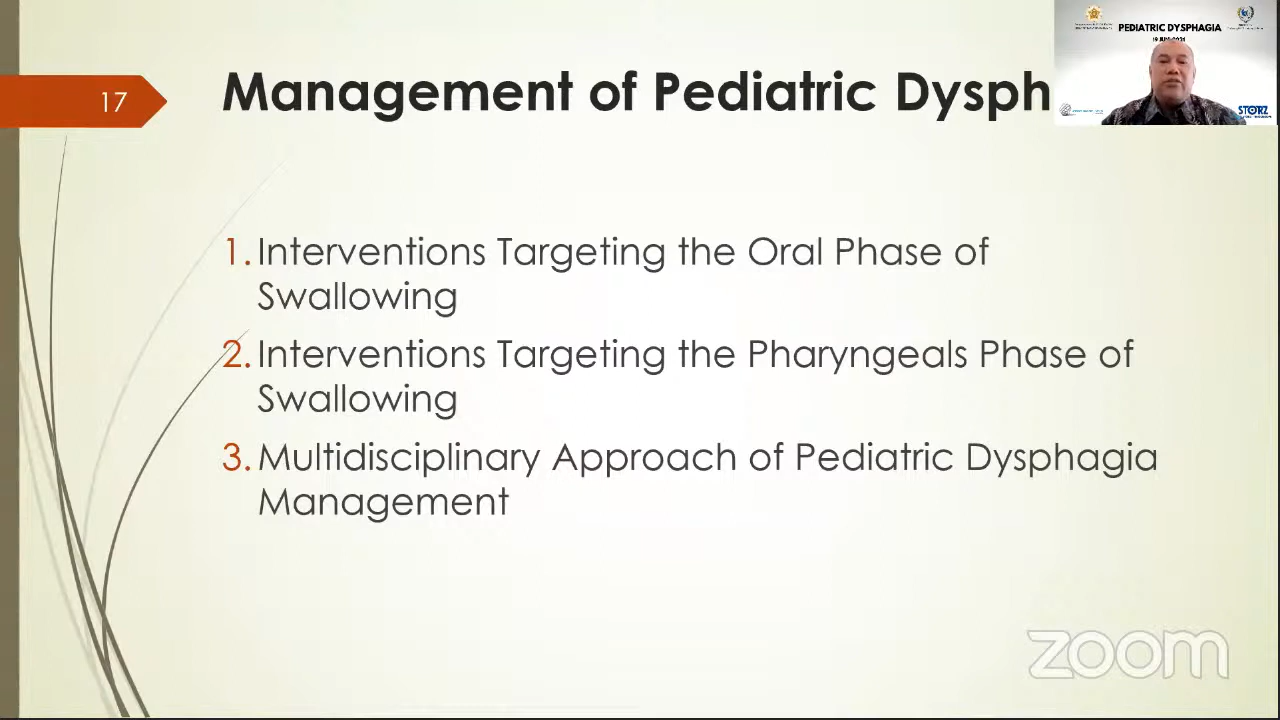 17
Management of Pediatric Dysph
PEDIATRIC DYSPHAGIA
STORZ
1. Interventions Targeting the Oral Phase of
Swallowing
2. Interventions Targeting the Pharyngeals Phase of
Swallowing
3. Multidisciplinary Approach of Pediatric Dysphagia
Management
zoom